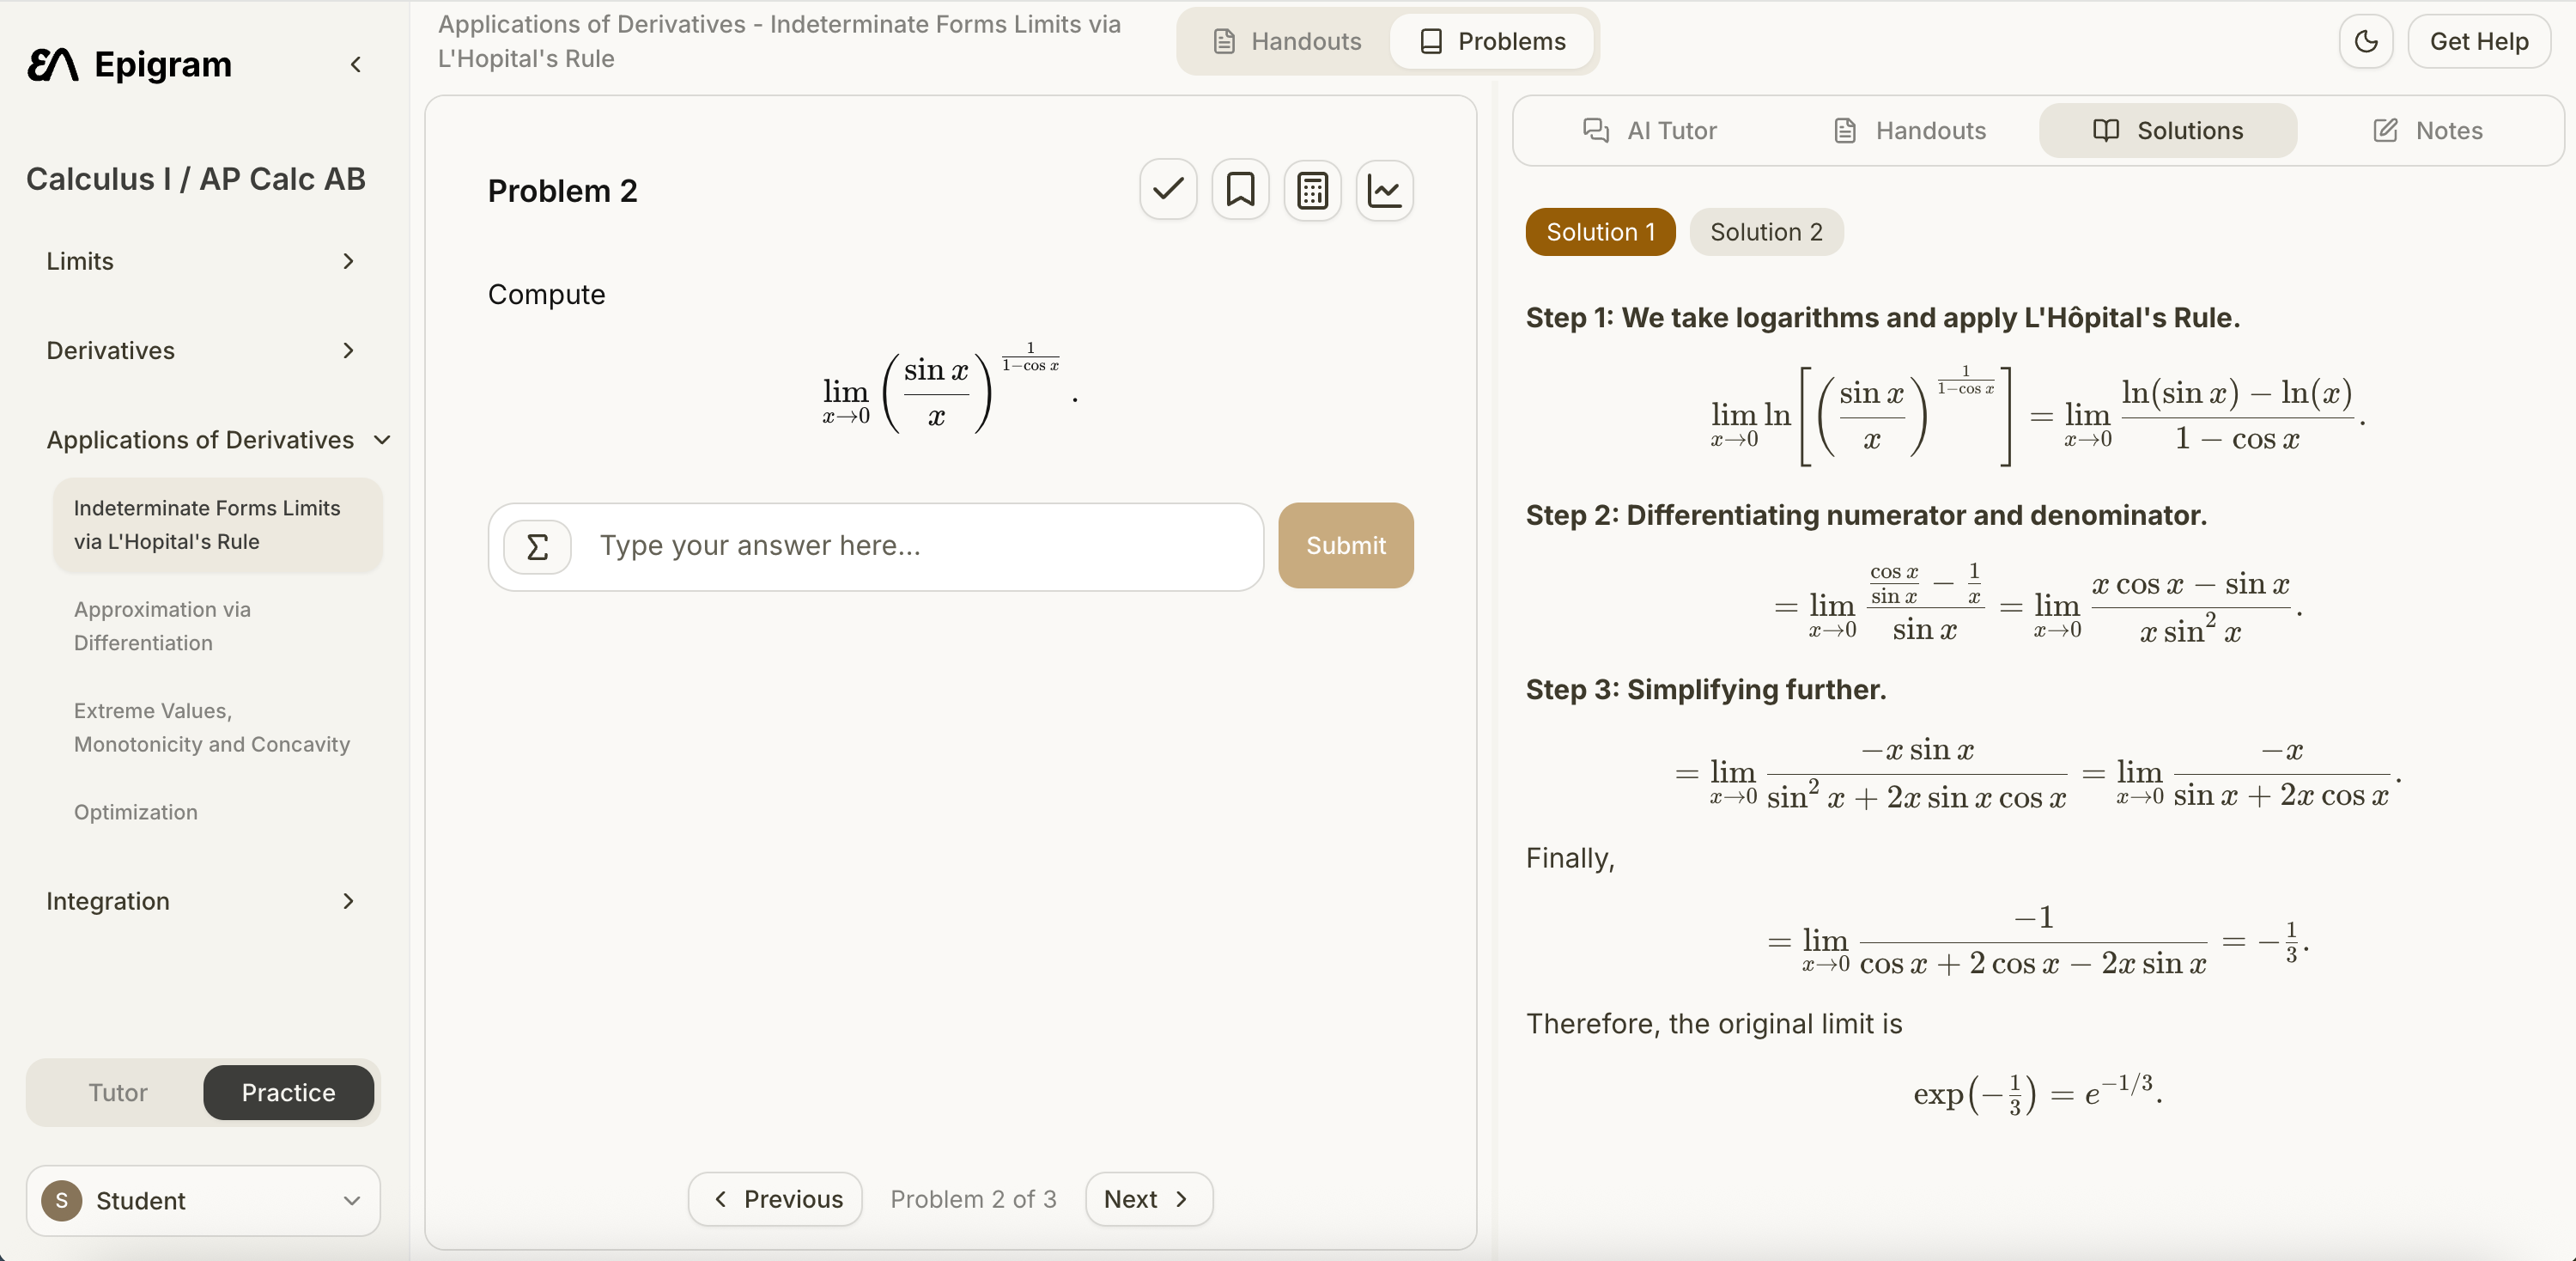 Epigram
Calculus I / AP Calc AB
Limits
Derivatives
Applications of Derivatives
Indeterminate Forms Limits
via L'Hopital's Rule
Approximation via
Differentiation
Extreme Values,
Monotonicity and Concavity
Optimization
Integration
Tutor Practice
S Student
Applications of Derivatives - Indeterminate Forms Limits via
L'Hopital's Rule
Handouts Problems
Get Help
Problem 2
Compute
\lim_{x \to 0} \left( \frac{\sin x}{x} \right)^{\frac{1}{1-\cos x}} .
Σ Type your answer here...
Submit
Previous Problem 2 of 3 Next
AI Tutor Handouts Solutions Notes
Solution 1 Solution 2
Step 1: We take logarithms and apply L'Hôpital's Rule.
\lim_{x \to 0} \ln \left[ \left( \frac{\sin x}{x} \right)^{\frac{1}{1-\cos x}} \right] = \lim_{x \to 0} \frac{\ln(\sin x) - \ln(x)}{1 - \cos x}.
Step 2: Differentiating numerator and denominator.
= \lim_{x \to 0} \frac{\frac{\cos x}{\sin x} - \frac{1}{x}}{\sin x} = \lim_{x \to 0} \frac{x \cos x - \sin x}{x \sin^2 x}.
Step 3: Simplifying further.
= \lim_{x \to 0} \frac{-x \sin x}{\sin^2 x + 2x \sin x \cos x} = \lim_{x \to 0} \frac{-x}{\sin x + 2x \cos x}.
Finally,
= \lim_{x \to 0} \frac{-1}{\cos x + 2 \cos x - 2x \sin x} = -\frac{1}{3}.
Therefore, the original limit is
\exp(-\frac{1}{3}) = e^{-1/3}.